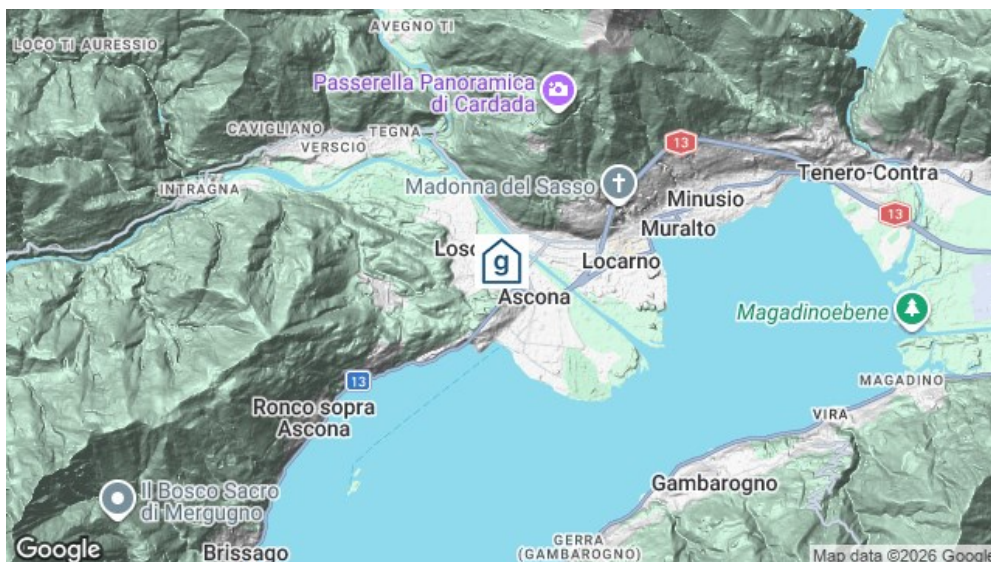 AVEGNO TI
LOCO TI AURESSIO
Passerella Panoramica
di Cardada
CAVIGLIANO
TEGNA
VERSCIO
13
INTRAGNA
Madonna del Sasso
Tenero-Contra
Minusio
13
Muralto
Los
g
Locarno
Ascona
Magadinoebene
13
MAGADINO
Ronco sopra
Ascona
VIRA
Gambarogno
Il Bosco Sacro
di Mergugno
GERRA
(GAMBAROGNO)
Brissago
Google
Map data ©2026 Google